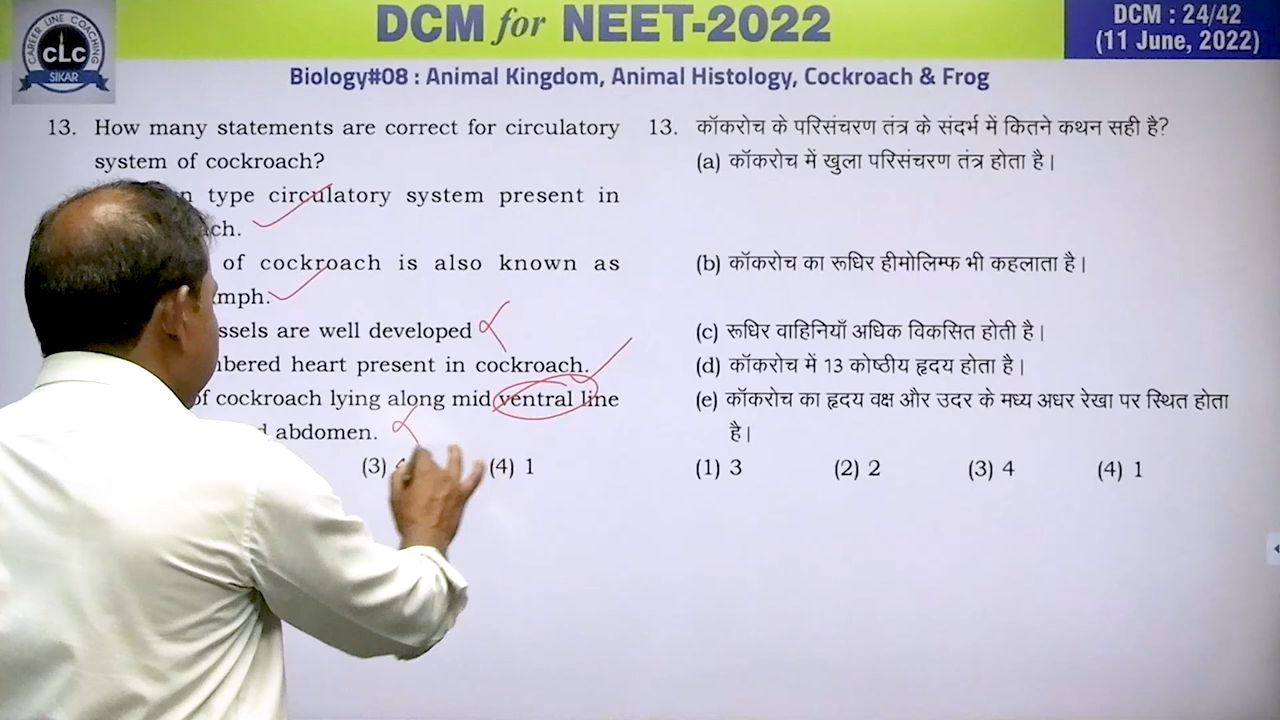 DCM for NEET-2022
DCM : 24/42
(11 June, 2022)
CAREER LINE COACHING
CLC
SIKAR
Biology#08 : Animal Kingdom, Animal Histology, Cockroach & Frog
13. How many statements are correct for circulatory
system of cockroach?
type circulatory system present in
of cockroach is also known as
are well developed
heart present in cockroach.
of cockroach lying along mid ventral line
abdomen.
(3) (4) 1
13. कॉकरोच के परिसंचरण तंत्र के संदर्भ में कितने कथन सही है?
(a) कॉकरोच में खुला परिसंचरण तंत्र होता है।
(b) कॉकरोच का रूधिर हीमोलिम्फ भी कहलाता है।
(c) रूधिर वाहिनियाँ अधिक विकसित होती है।
(d) कॉकरोच में 13 कोष्ठीय हृदय होता है।
(e) कॉकरोच का हृदय वक्ष और उदर के मध्य अधर रेखा पर स्थित होता
है।
(1) 3 (2) 2 (3) 4 (4) 1